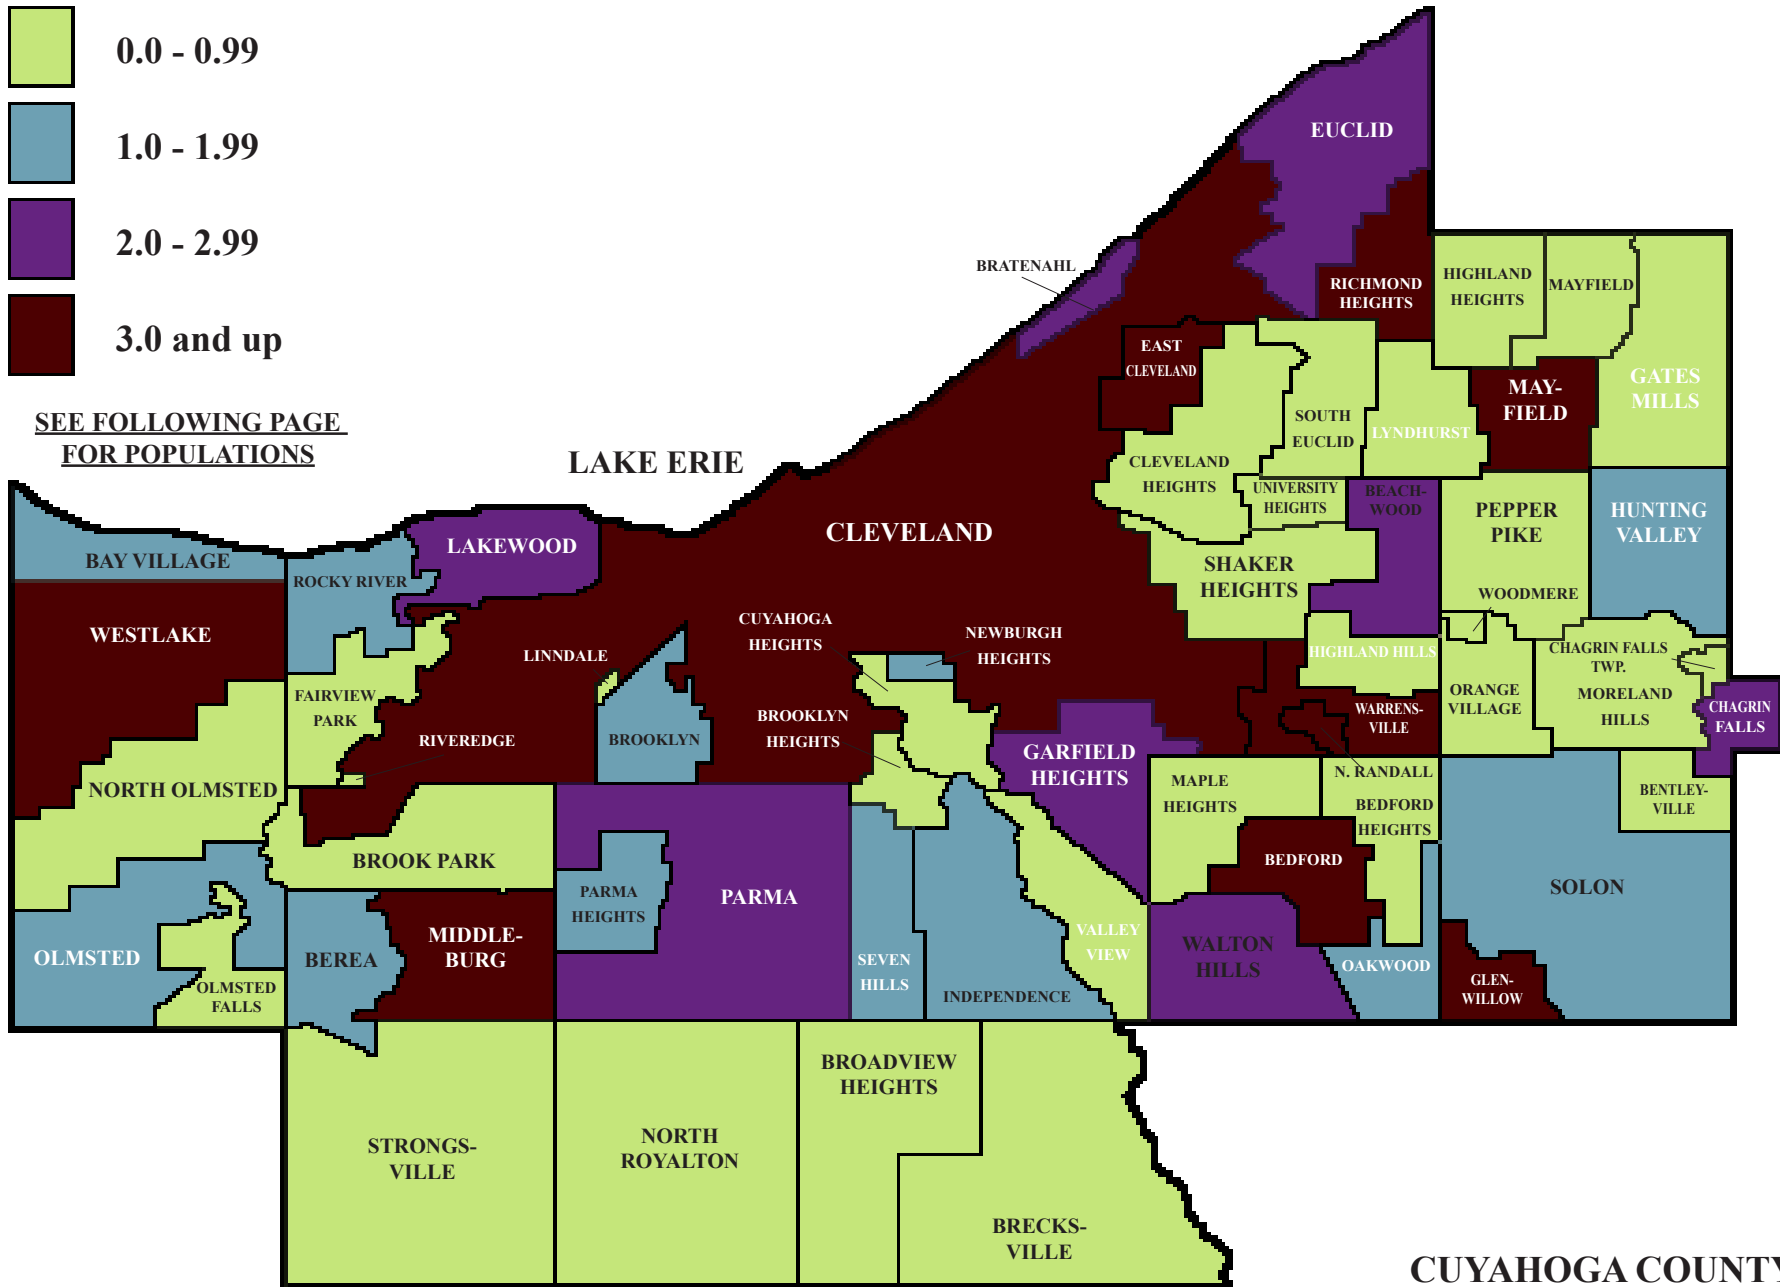 0.0 - 0.99
1.0 - 1.99
2.0 - 2.99
3.0 and up
SEE FOLLOWING PAGE
FOR POPULATIONS
LAKE ERIE
EUCLID
BRATENAHL
RICHMOND
HEIGHTS
HIGHLAND
HEIGHTS
MAYFIELD
EAST
CLEVELAND
MAY-
FIELD
GATES
MILLS
SOUTH
EUCLID
LYNDHURST
CLEVELAND
HEIGHTS
UNIVERSITY
HEIGHTS
BEACH-
WOOD
PEPPER
PIKE
HUNTING
VALLEY
CLEVELAND
LAKEWOOD
BAY VILLAGE
ROCKY RIVER
SHAKER
HEIGHTS
WOODMERE
WESTLAKE
CUYAHOGA
HEIGHTS
NEWBURGH
HEIGHTS
LINNDALE
HIGHLAND HILLS
CHAGRIN FALLS
TWP.
FAIRVIEW
PARK
ORANGE
VILLAGE
MORELAND
HILLS
CHAGRIN
FALLS
BROOKLYN
HEIGHTS
WARRENS-
VILLE
RIVEREDGE
BROOKLYN
GARFIELD
HEIGHTS
N. RANDALL
NORTH OLMSTED
MAPLE
HEIGHTS
BEDFORD
HEIGHTS
BENTLEY-
VILLE
BROOK PARK
BEDFORD
SOLON
PARMA
HEIGHTS
PARMA
OLMSTED
BEREA
MIDDLE-
BURG
VALLEY
VIEW
WALTON
HILLS
SEVEN
HILLS
OAKWOOD
OLMSTED
FALLS
INDEPENDENCE
GLEN-
WILLOW
BROADVIEW
HEIGHTS
STRONGS-
VILLE
NORTH
ROYALTON
BRECKS-
VILLE
CUYAHOGA COUNTY